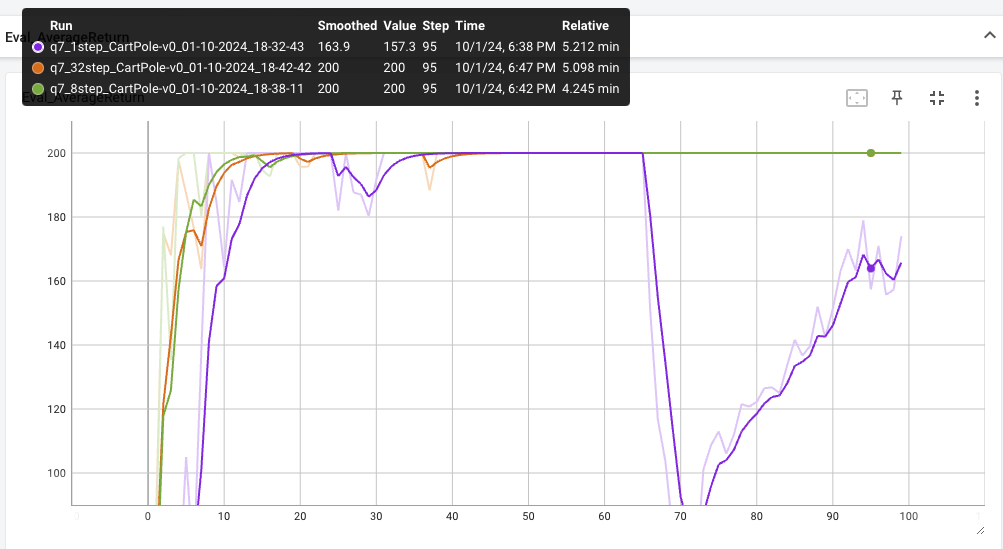 Eval_AverageReturn
Run Smoothed Value Step Time Relative
q7_1step_CartPole-v0_01-10-2024_18-32-43 163.9 157.3 95 10/1/24, 6:38 PM 5.212 min
q7_32step_CartPole-v0_01-10-2024_18-42-42 200 200 95 10/1/24, 6:47 PM 5.098 min
q7_8step_CartPole-v0_01-10-2024_18-38-11 200 200 95 10/1/24, 6:42 PM 4.245 min
Eval_AverageReturn
200
180
160
140
120
100
0 10 20 30 40 50 60 70 80 90 100